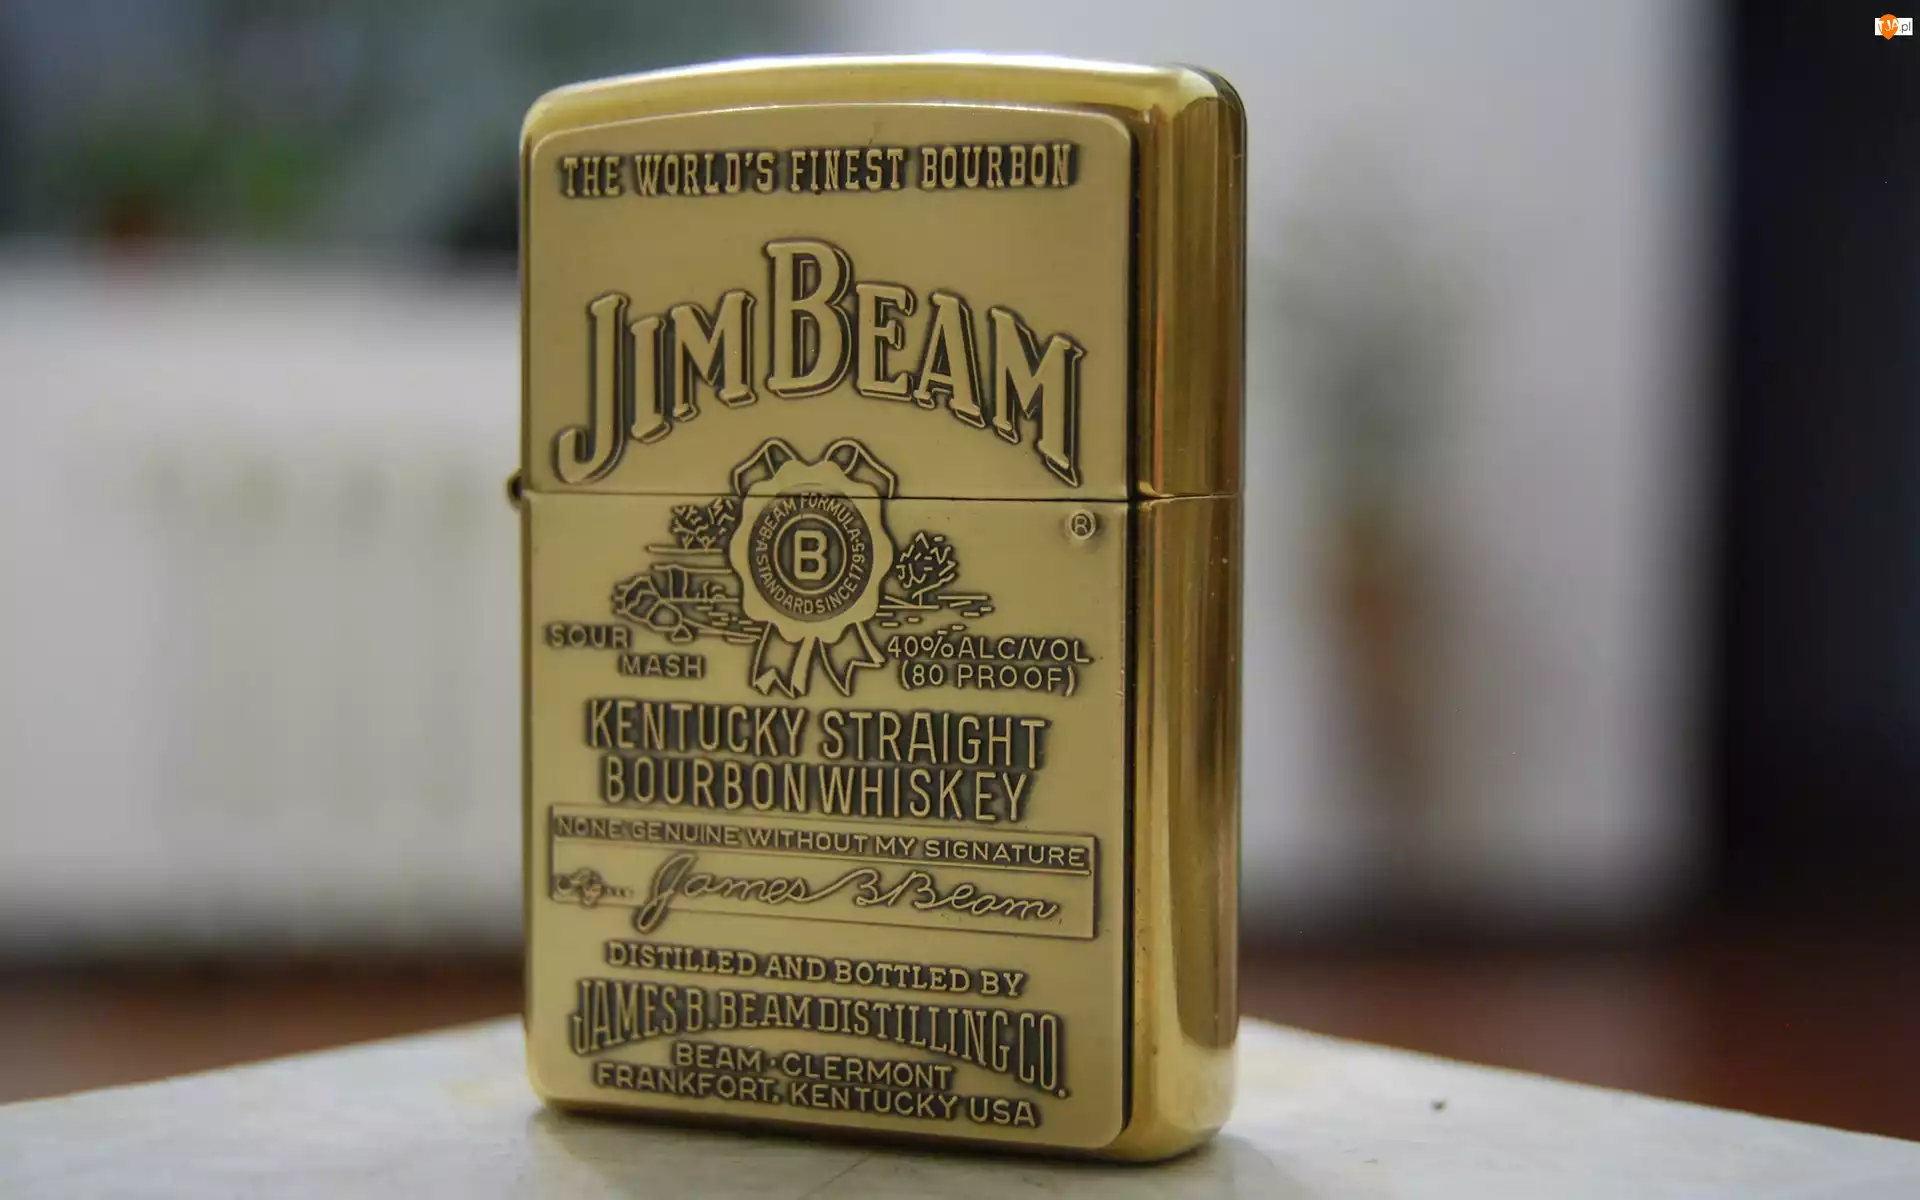 TJA.pl
THE WORLD'S FINEST BOURBON
JIM BEAM
BEAM FORMULA
B
A STANDARD SINCE 1795
®
SOUR
MASH
40% ALC/VOL
(80 PROOF)
KENTUCKY STRAIGHT
BOURBON WHISKEY
NONE GENUINE WITHOUT MY SIGNATURE
James B Beam
DISTILLED AND BOTTLED BY
JAMES B. BEAM DISTILLING CO.
BEAM · CLERMONT
FRANKFORT, KENTUCKY USA